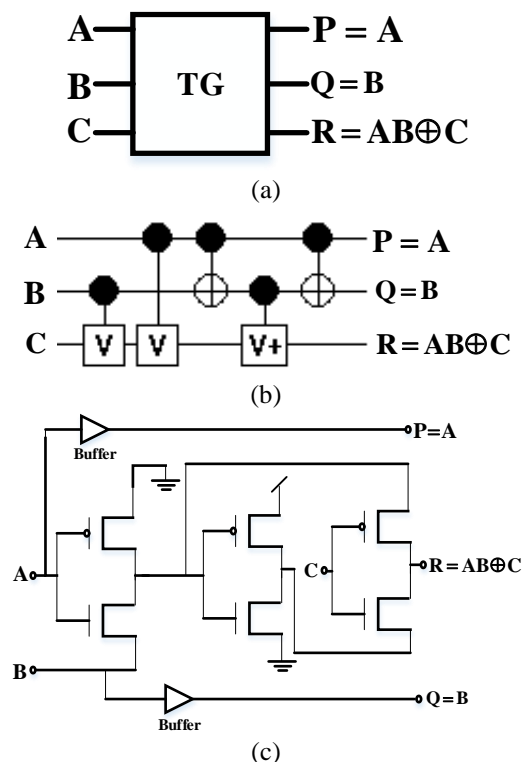 A P = A
B TG Q = B
C R = AB⊕C
(a)
A P = A
B Q = B
C V V V+ R = AB⊕C
(b)
P=A
Buffer
A C R = AB⊕C
B Q=B
Buffer
(c)